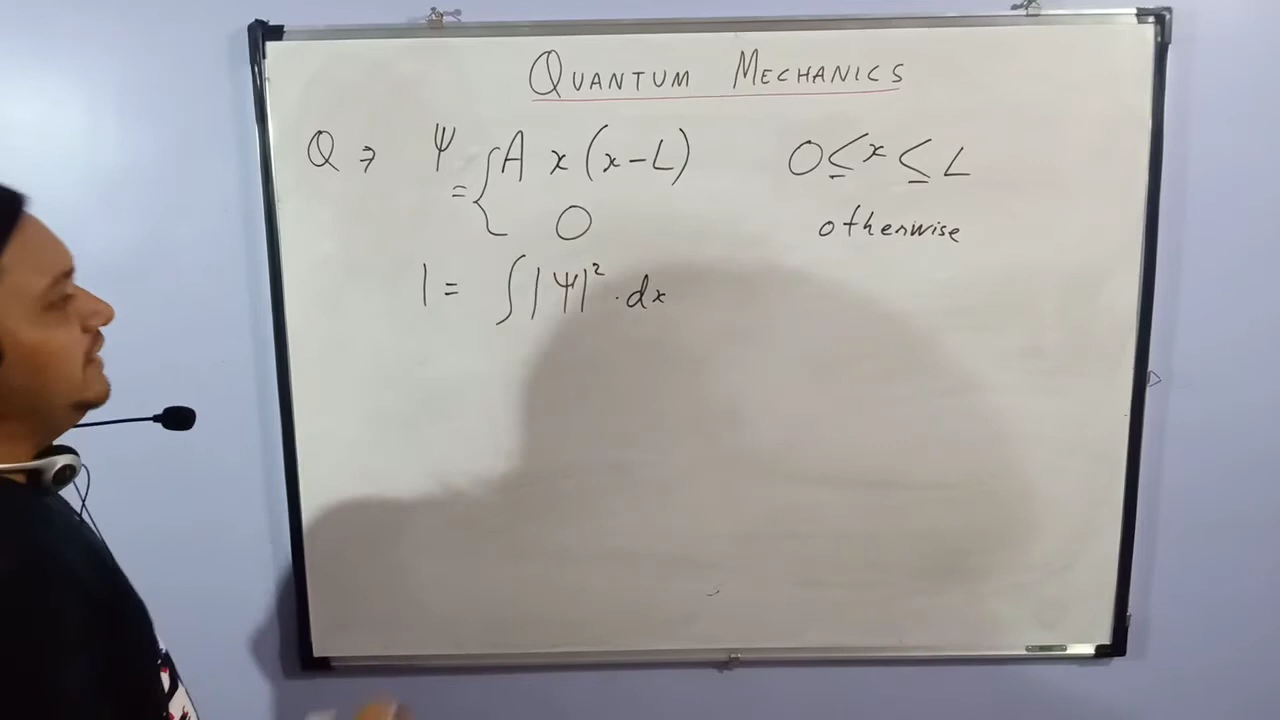 QUANTUM MECHANICS
Q ⇒ Ψ = { A x (x - L) 0 ≤ x ≤ L
0 otherwise
1 = ∫ |Ψ|² · dx